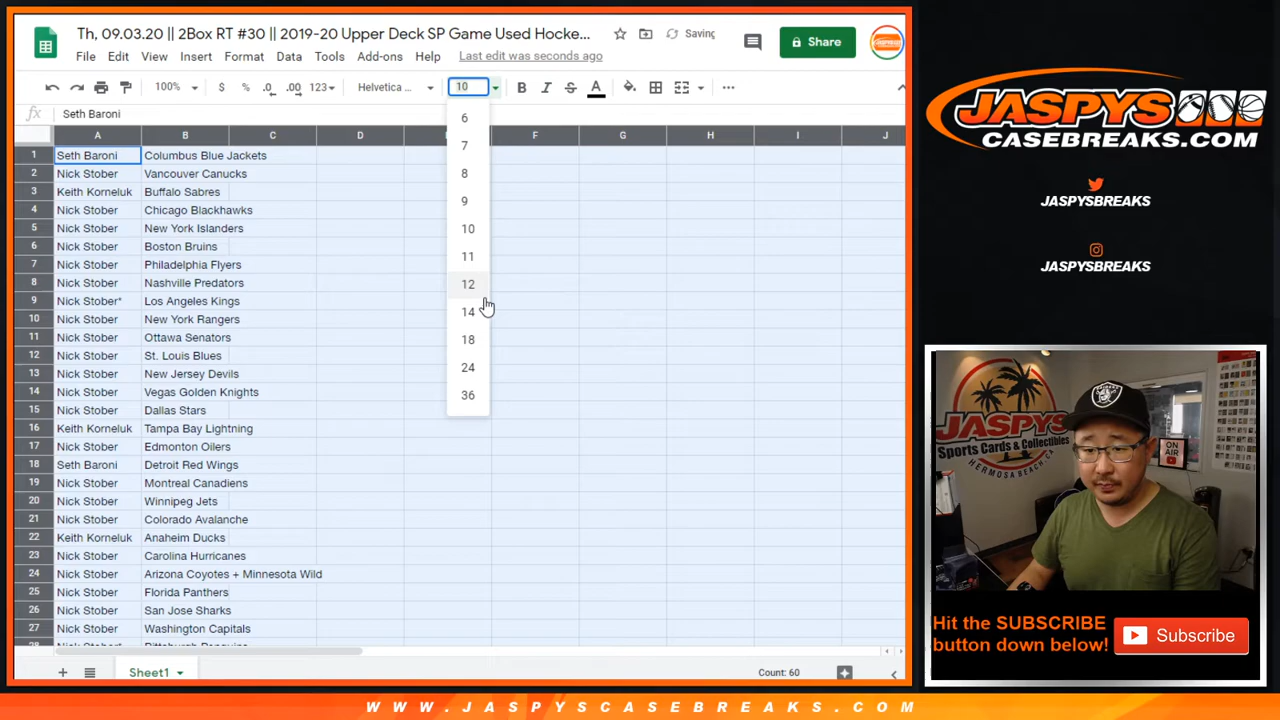 Th, 09.03.20 || 2Box RT #30 || 2019-20 Upper Deck SP Game Used Hocke...
Saving
Share
File Edit View Insert Format Data Tools Add-ons Help Last edit was seconds ago
100% $ % .0 .00 123 Helvetica ... 10 B I S A
fx Seth Baroni
A B C D F G H I J
1 Seth Baroni Columbus Blue Jackets
2 Nick Stober Vancouver Canucks
3 Keith Korneluk Buffalo Sabres
4 Nick Stober Chicago Blackhawks
5 Nick Stober New York Islanders
6 Nick Stober Boston Bruins
7 Nick Stober Philadelphia Flyers
8 Nick Stober Nashville Predators
9 Nick Stober* Los Angeles Kings
10 Nick Stober New York Rangers
11 Nick Stober Ottawa Senators
12 Nick Stober St. Louis Blues
13 Nick Stober New Jersey Devils
14 Nick Stober Vegas Golden Knights
15 Nick Stober Dallas Stars
16 Keith Korneluk Tampa Bay Lightning
17 Nick Stober Edmonton Oilers
18 Seth Baroni Detroit Red Wings
19 Nick Stober Montreal Canadiens
20 Nick Stober Winnipeg Jets
21 Nick Stober Colorado Avalanche
22 Keith Korneluk Anaheim Ducks
23 Nick Stober Carolina Hurricanes
24 Nick Stober Arizona Coyotes + Minnesota Wild
25 Nick Stober Florida Panthers
26 Nick Stober San Jose Sharks
27 Nick Stober Washington Capitals
28 Nick Stober* Pittsburgh Penguins
6
7
8
9
10
11
12
14
18
24
36
Sheet1
Count: 60
JASPYS
CASEBREAKS.COM
JASPYSBREAKS
JASPYSBREAKS
JASPYS
Sports Cards & Collectibles
HERMOSA BEACH CA
ON
AIR
Hit the SUBSCRIBE
button down below!
Subscribe
WWW.JASPYSCASEBREAKS.COM